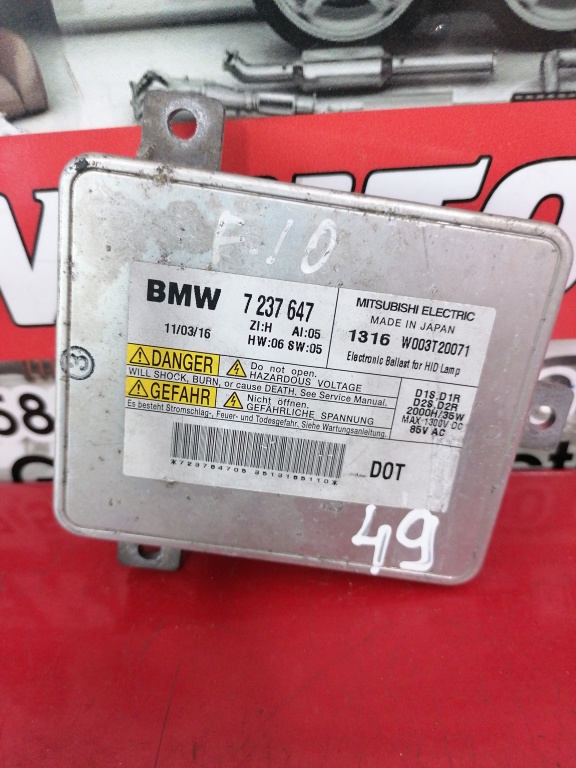 F-10
BMW 7 237 647
11/03/16 ZI:H AI:05
HW:06 SW:05
MITSUBISHI ELECTRIC
MADE IN JAPAN
1316 W003T20071
Electronic Ballast for HID Lamp
DANGER Do not open.
HAZARDOUS VOLTAGE
WILL SHOCK, BURN, or cause DEATH. See Service Manual.
GEFAHR Nicht öffnen.
GEFÄHRLICHE SPANNUNG
Es besteht Stromschlag-, Feuer- und Todesgefahr. Siehe Wartungsanleitung.
D1S,D1R
D2S,D2R
2000H/35W
MAX 1300V DC
85V AC
*723764705 3513165110*
DOT
49
68